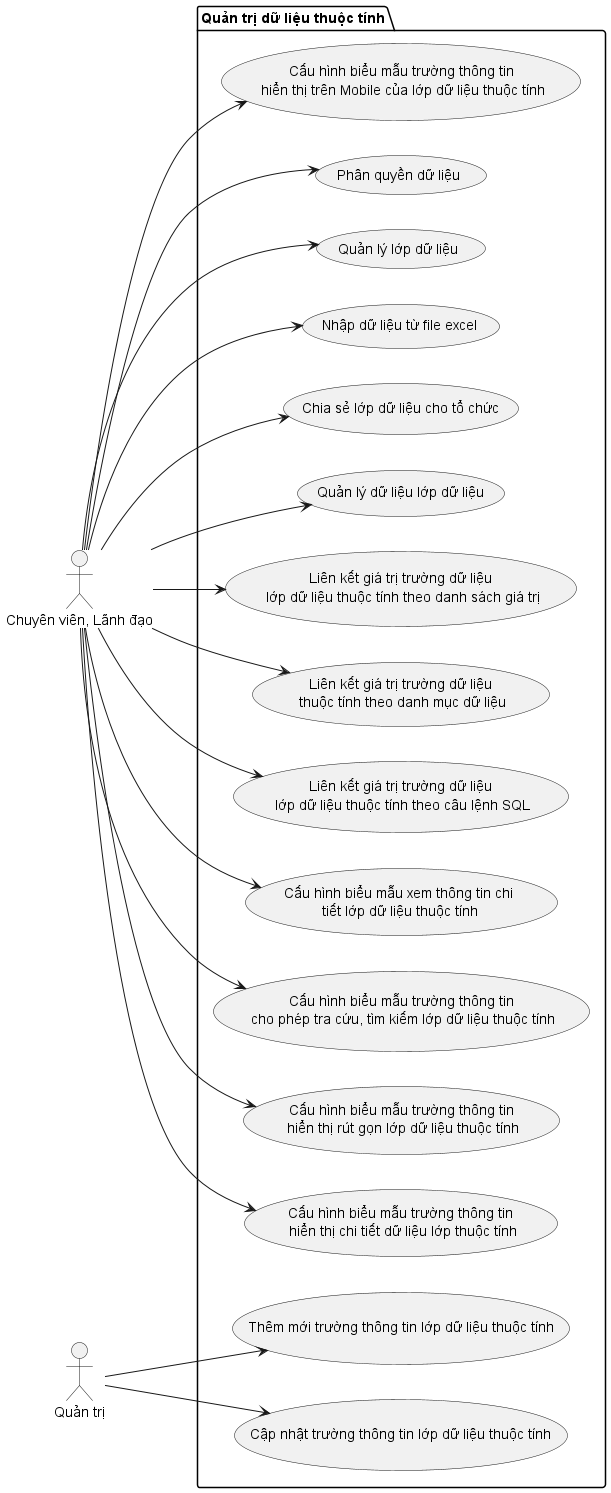 Quản trị dữ liệu thuộc tính
Cấu hình biểu mẫu trường thông tin
hiển thị trên Mobile của lớp dữ liệu thuộc tính
Phân quyền dữ liệu
Quản lý lớp dữ liệu
Nhập dữ liệu từ file excel
Chia sẻ lớp dữ liệu cho tổ chức
Quản lý dữ liệu lớp dữ liệu
Liên kết giá trị trường dữ liệu
lớp dữ liệu thuộc tính theo danh sách giá trị
Chuyên viên, Lãnh đạo
Liên kết giá trị trường dữ liệu
thuộc tính theo danh mục dữ liệu
Liên kết giá trị trường dữ liệu
lớp dữ liệu thuộc tính theo câu lệnh SQL
Cấu hình biểu mẫu xem thông tin chi
tiết lớp dữ liệu thuộc tính
Cấu hình biểu mẫu trường thông tin
cho phép tra cứu, tìm kiếm lớp dữ liệu thuộc tính
Cấu hình biểu mẫu trường thông tin
hiển thị rút gọn lớp dữ liệu thuộc tính
Cấu hình biểu mẫu trường thông tin
hiển thị chi tiết dữ liệu lớp thuộc tính
Thêm mới trường thông tin lớp dữ liệu thuộc tính
Quản trị
Cập nhật trường thông tin lớp dữ liệu thuộc tính